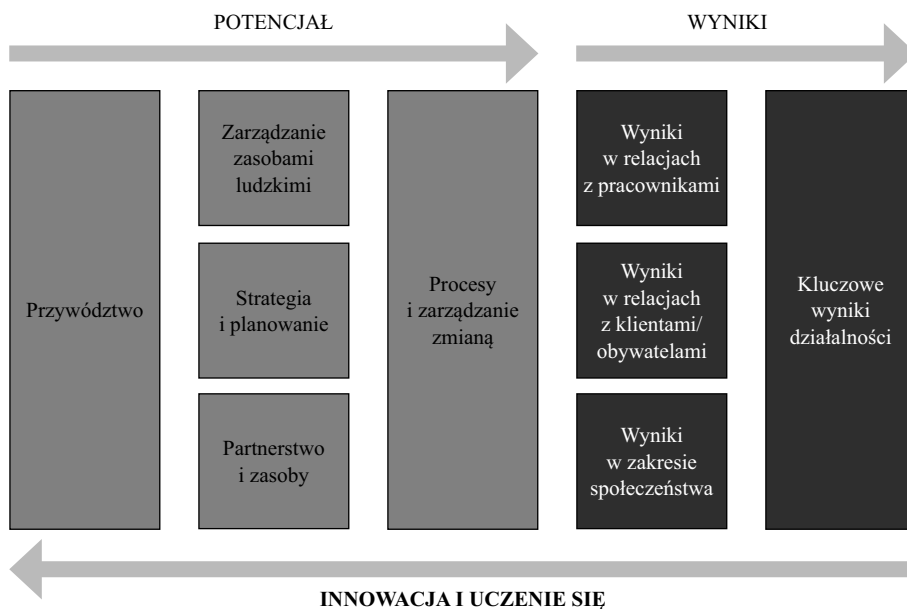 POTENCJAŁ
WYNIKI
Przywództwo
Zarządzanie
zasobami
ludzkimi
Strategia
i planowanie
Partnerstwo
i zasoby
Procesy
i zarządzanie
zmianą
Wyniki
w relacjach
z pracownikami
Wyniki
w relacjach
z klientami/
obywatelami
Wyniki
w zakresie
społeczeństwa
Kluczowe
wyniki
działalności
INNOWACJA I UCZENIE SIĘ